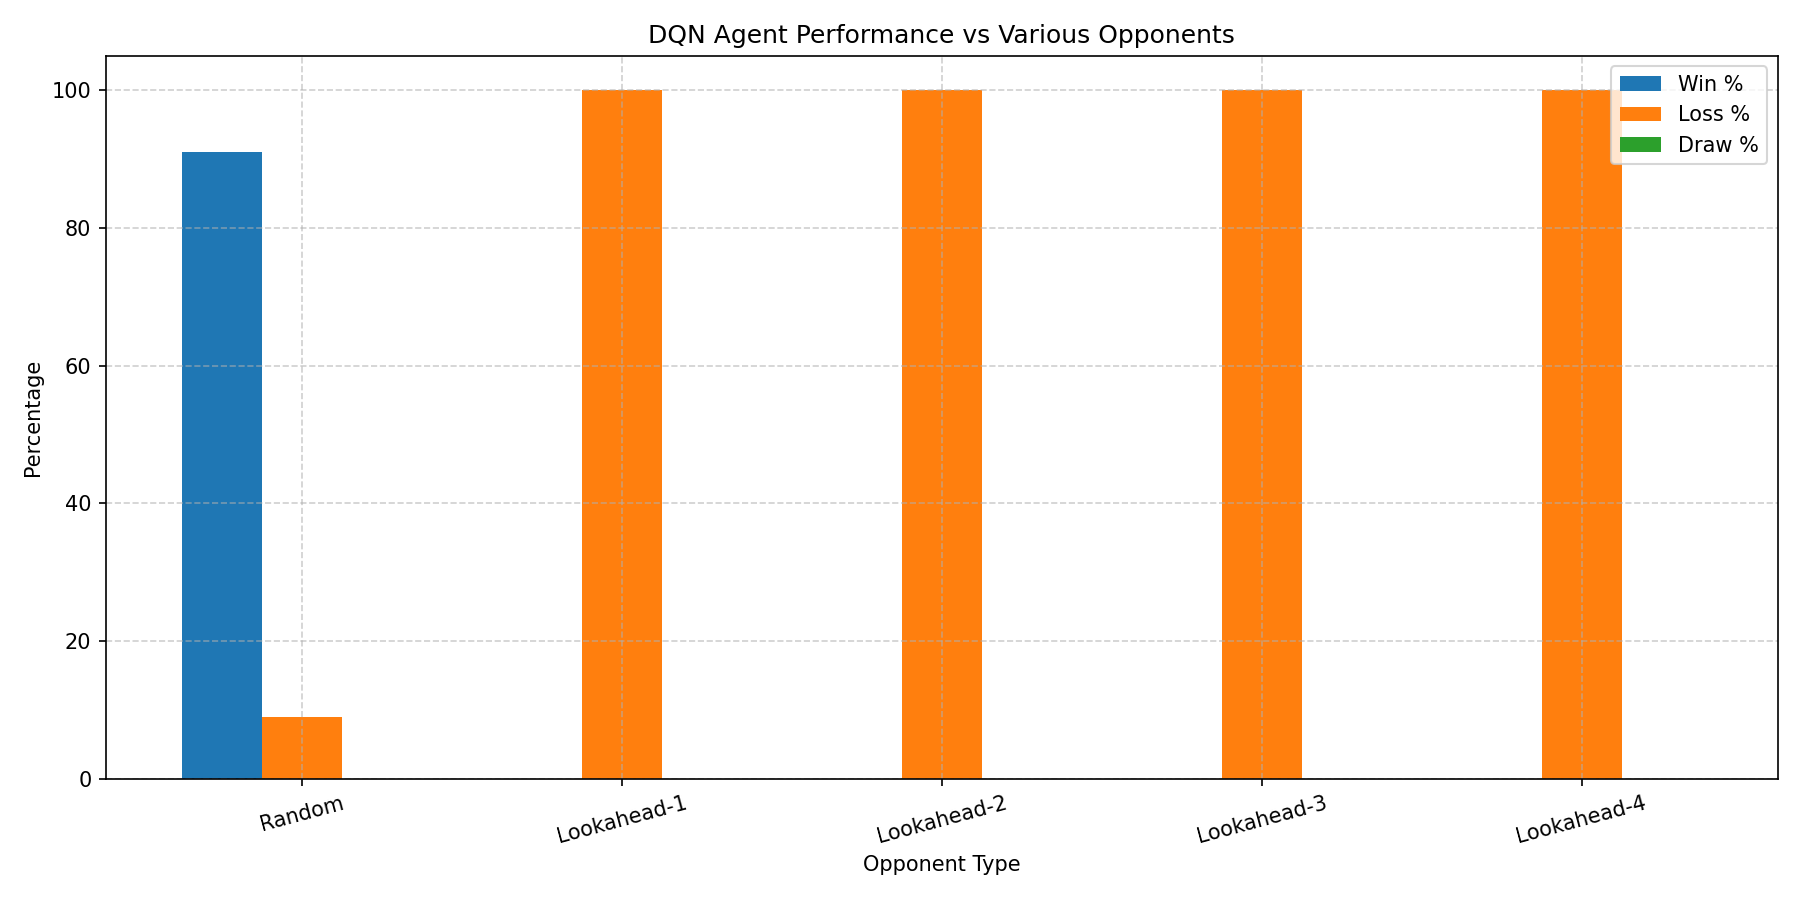 DQN Agent Performance vs Various Opponents
100
80
60
40
20
0
Percentage
Win %
Loss %
Draw %
Random
Lookahead-1
Lookahead-2
Lookahead-3
Lookahead-4
Opponent Type